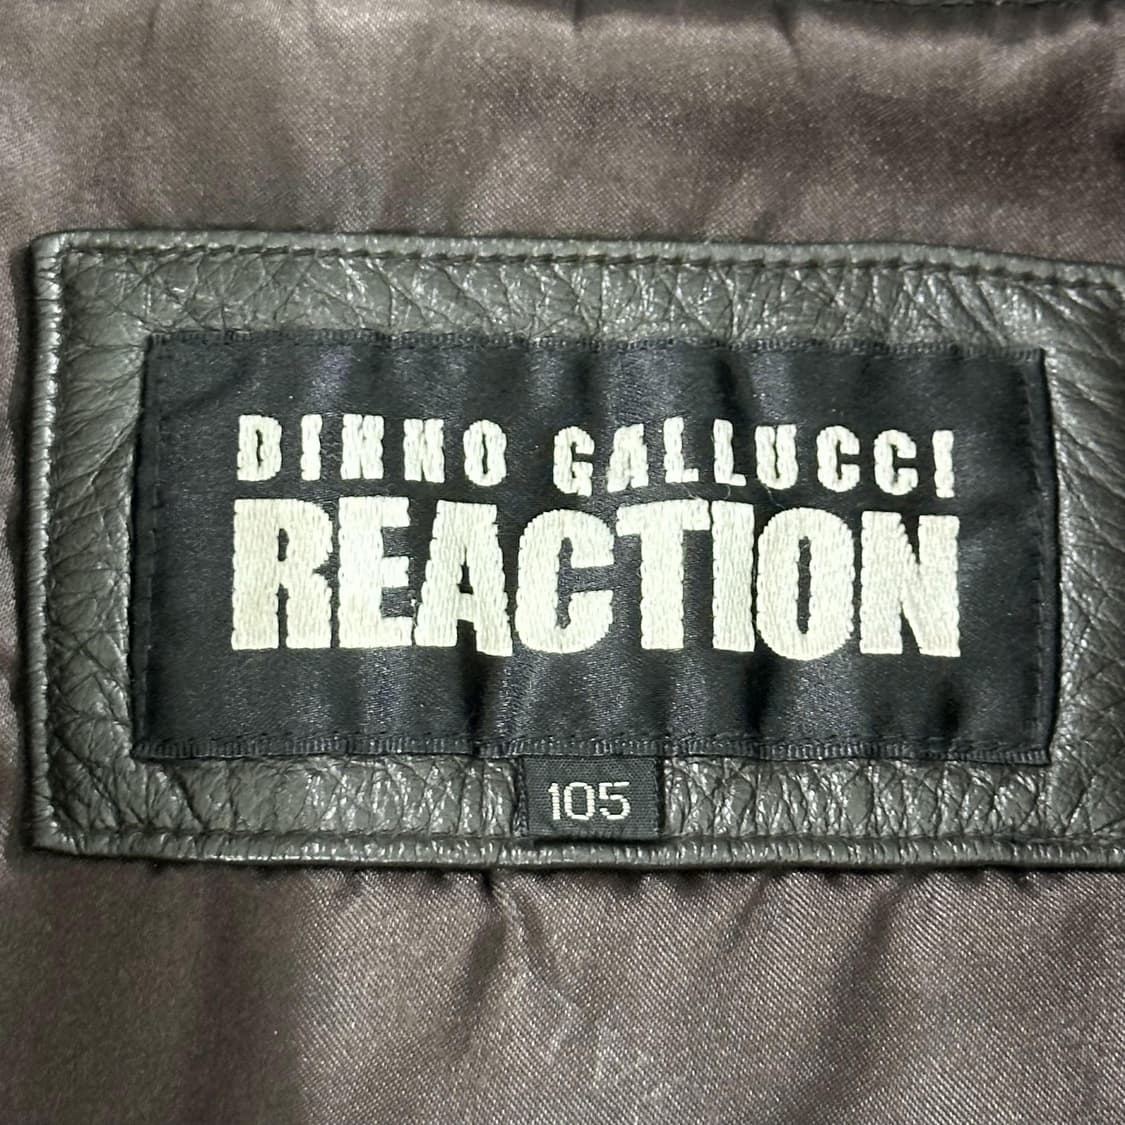 DINNO GALLUCCI
REACTION
105